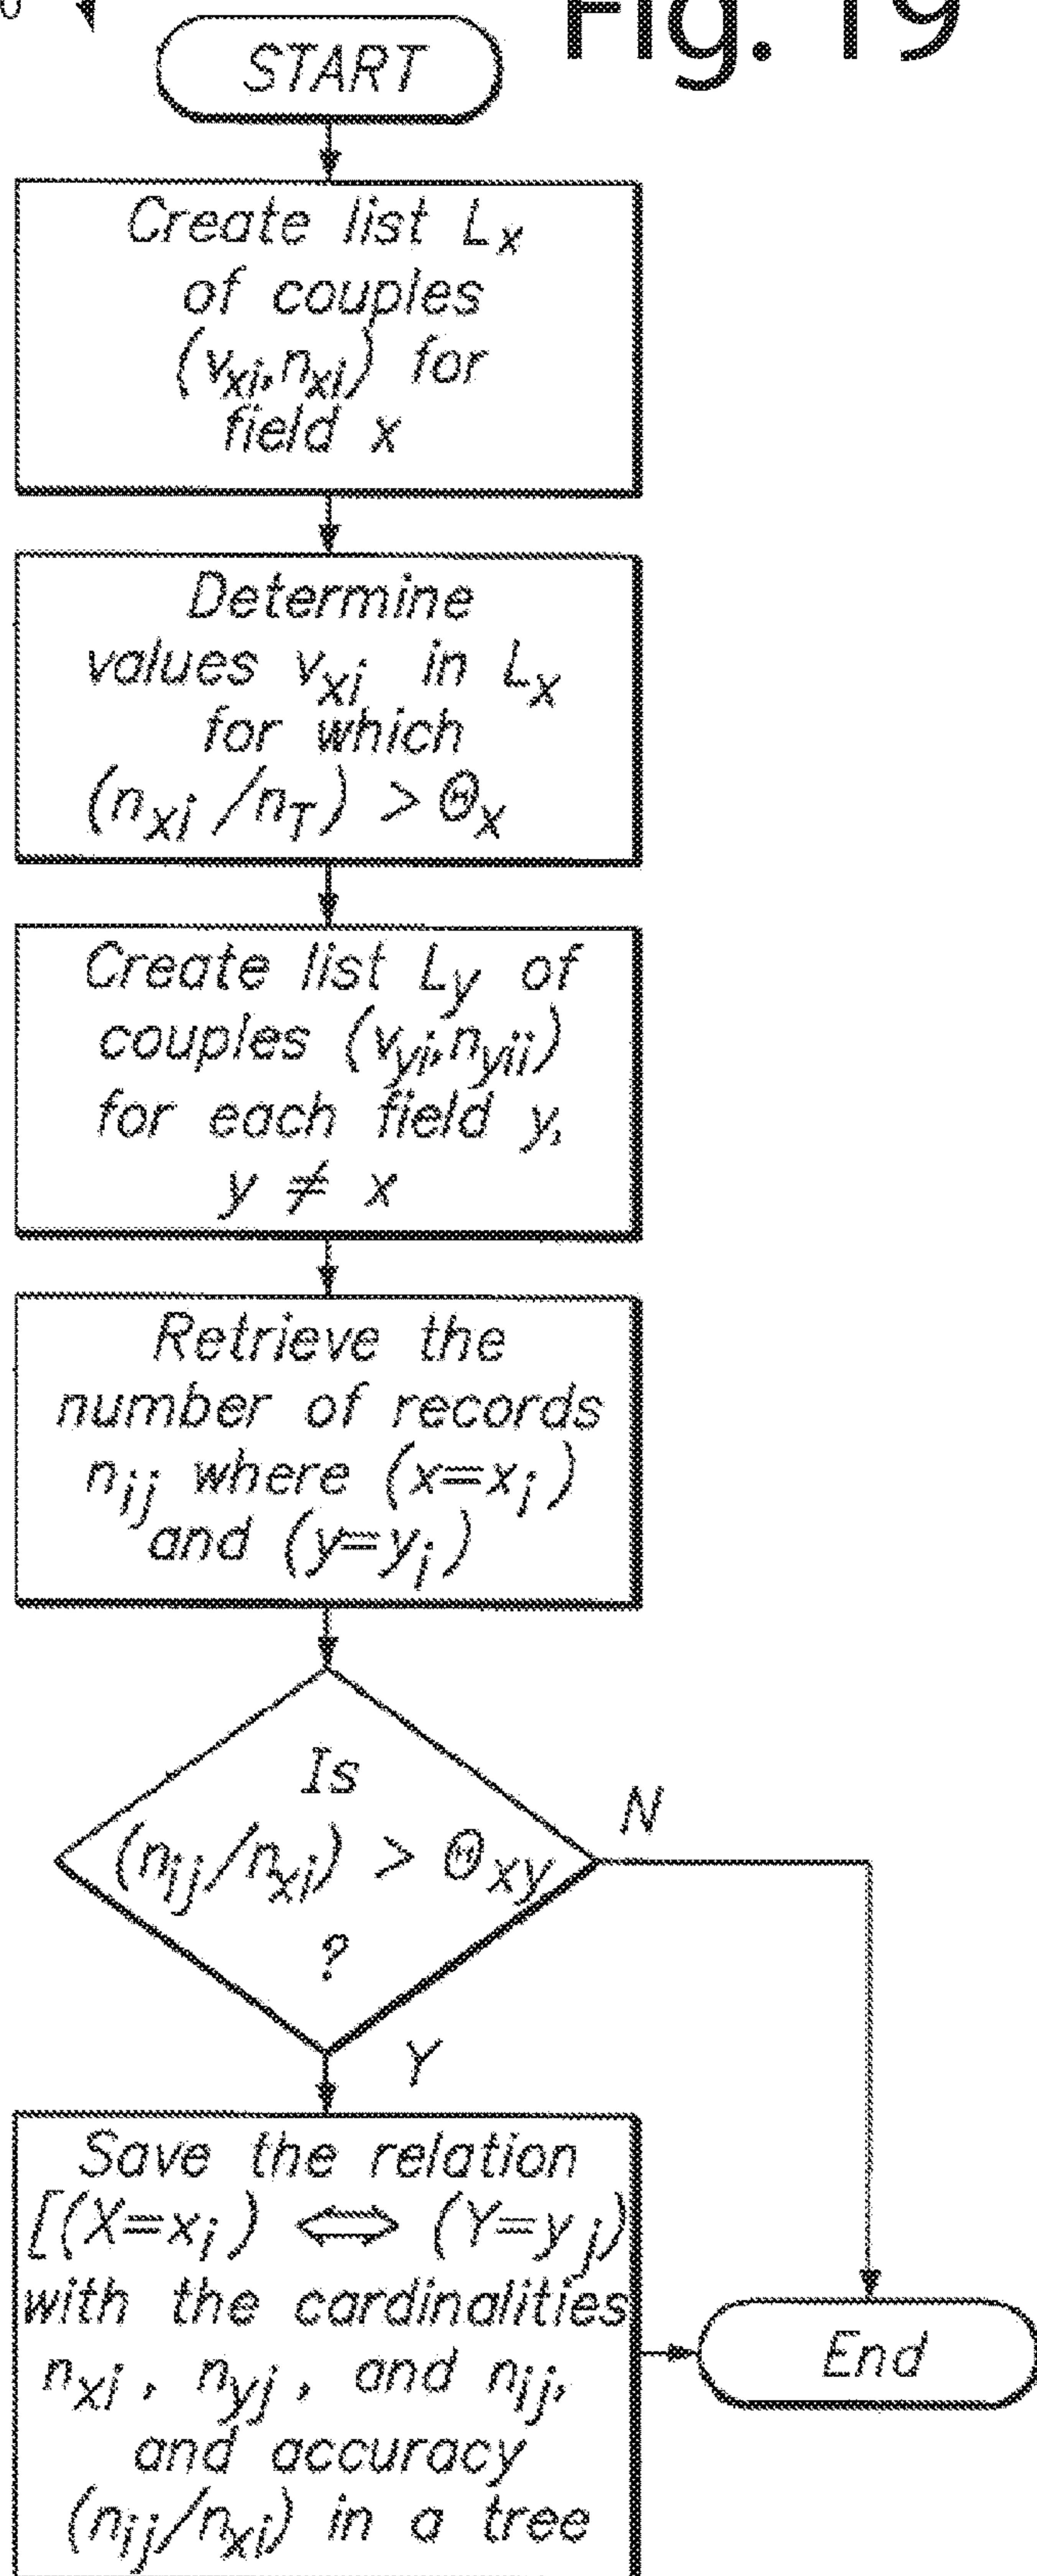 Fig. 19
START
Create list Lx
of couples
(vxi,nxi) for
field x
Determine
values vxi in Lx
for which
(nxi/nT) > Θx
Create list Ly of
couples (vyi,nyii)
for each field y,
y ≠ x
Retrieve the
number of records
nij where (x=xi)
and (y=yi)
Is
(nij/nxi) > Θxy
?
N
Y
Save the relation
[(X=xi) ⟺ (Y=yj)
with the cardinalities
nxi, nyj, and nij,
and accuracy
(nij/nxi) in a tree
End